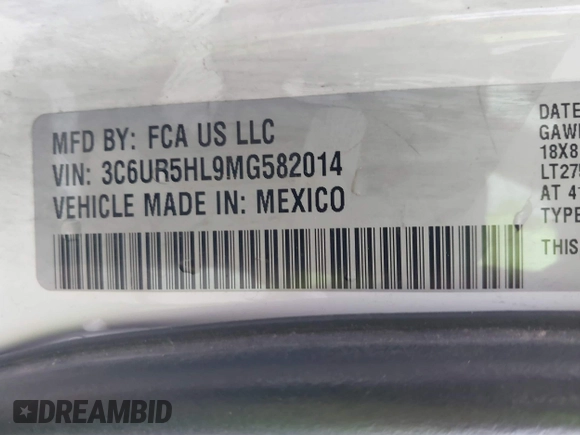 MFD BY: FCA US LLC
VIN: 3C6UR5HL9MG582014
VEHICLE MADE IN: MEXICO
DATE
GAWR
18X8
LT275
AT 4
TYPE
THIS
DREAMBID